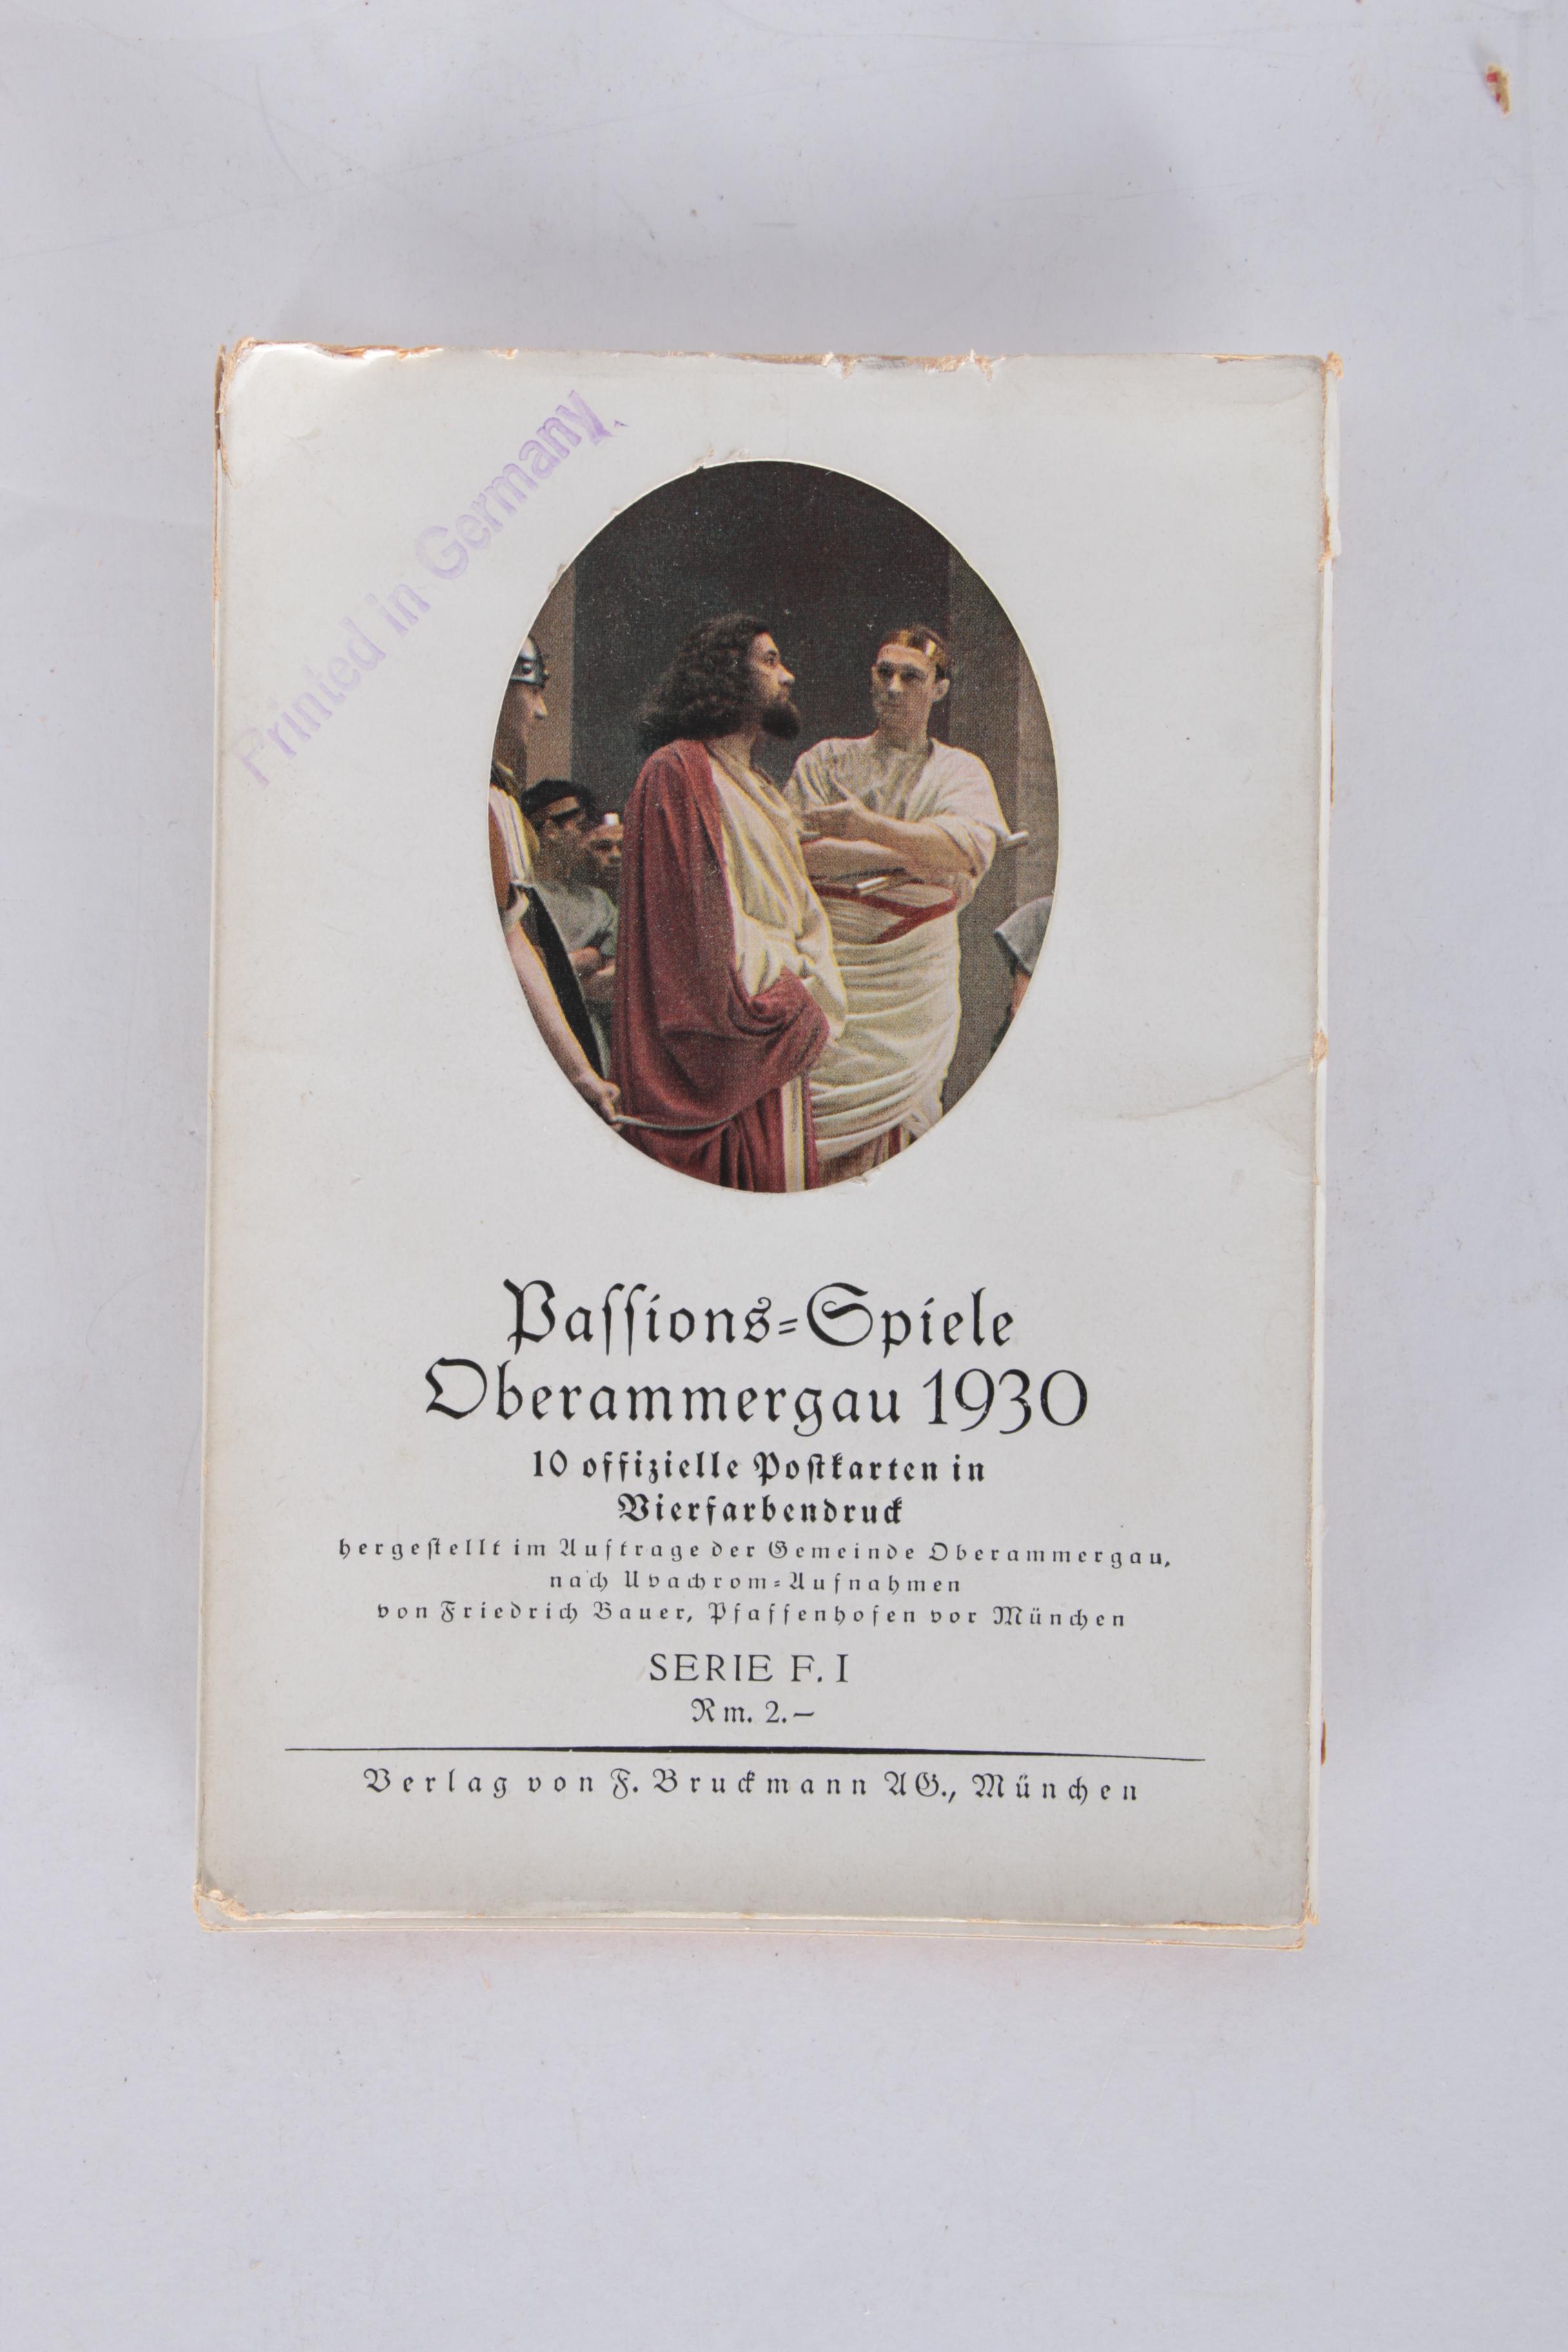 Printed in Germany.
Paſſions=Spiele
Oberammergau 1930
10 offizielle Poſtkarten in
Vierfarbendruck
hergeſtellt im Auftrage der Gemeinde Oberammergau,
nach Uvachrom=Aufnahmen
von Friedrich Bauer, Pfaffenhofen vor München
SERIE F. I
Rm. 2.—
Verlag von F. Bruckmann AG., München